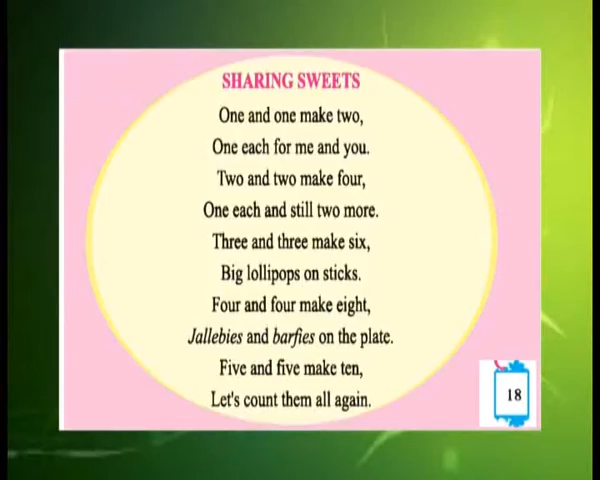 SHARING SWEETS
One and one make two,
One each for me and you.
Two and two make four,
One each and still two more.
Three and three make six,
Big lollipops on sticks.
Four and four make eight,
Jallebies and barfies on the plate.
Five and five make ten,
Let's count them all again.
18